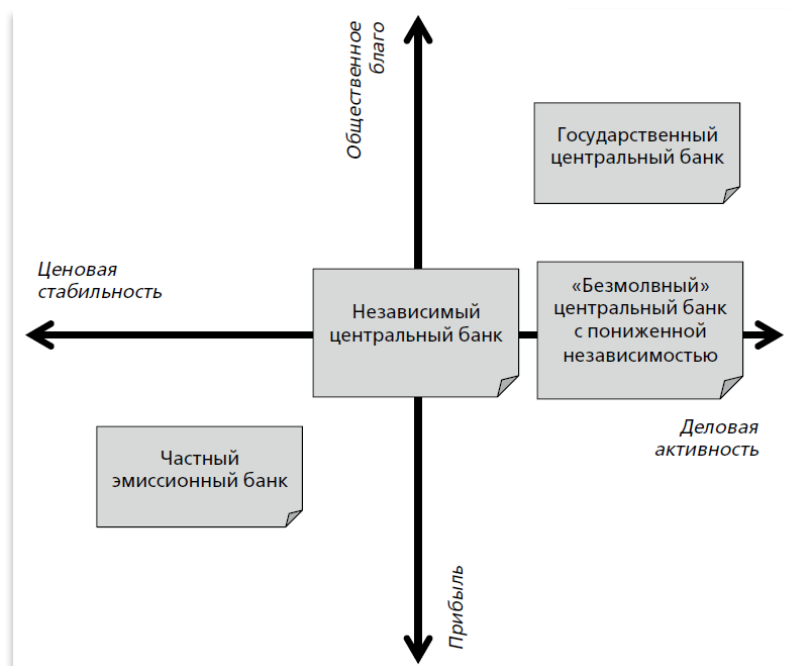 Общественное
благо
Государственный
центральный банк
Ценовая
стабильность
Независимый
центральный банк
«Безмолвный»
центральный банк
с пониженной
независимостью
Деловая
активность
Частный
эмиссионный банк
Прибыль